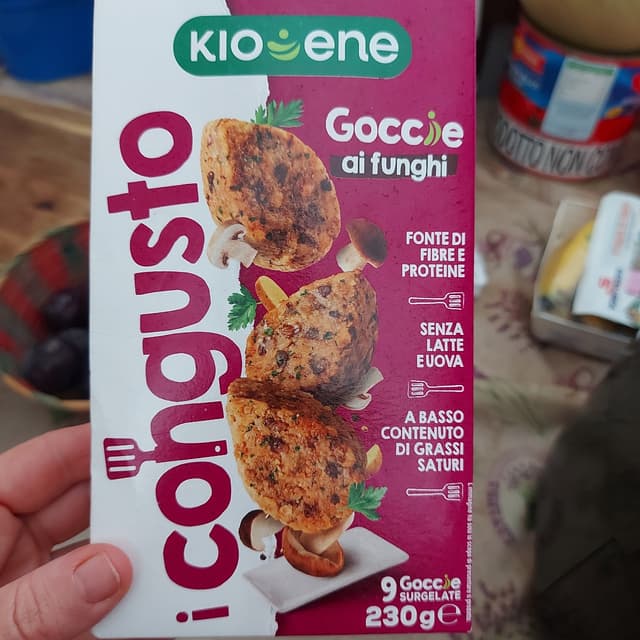 KIOENE
Goccie
ai funghi
i congusto
FONTE DI
FIBRE E
PROTEINE
SENZA
LATTE
E UOVA
A BASSO
CONTENUTO
DI GRASSI
SATURI
9 Goccie
SURGELATE
230g e